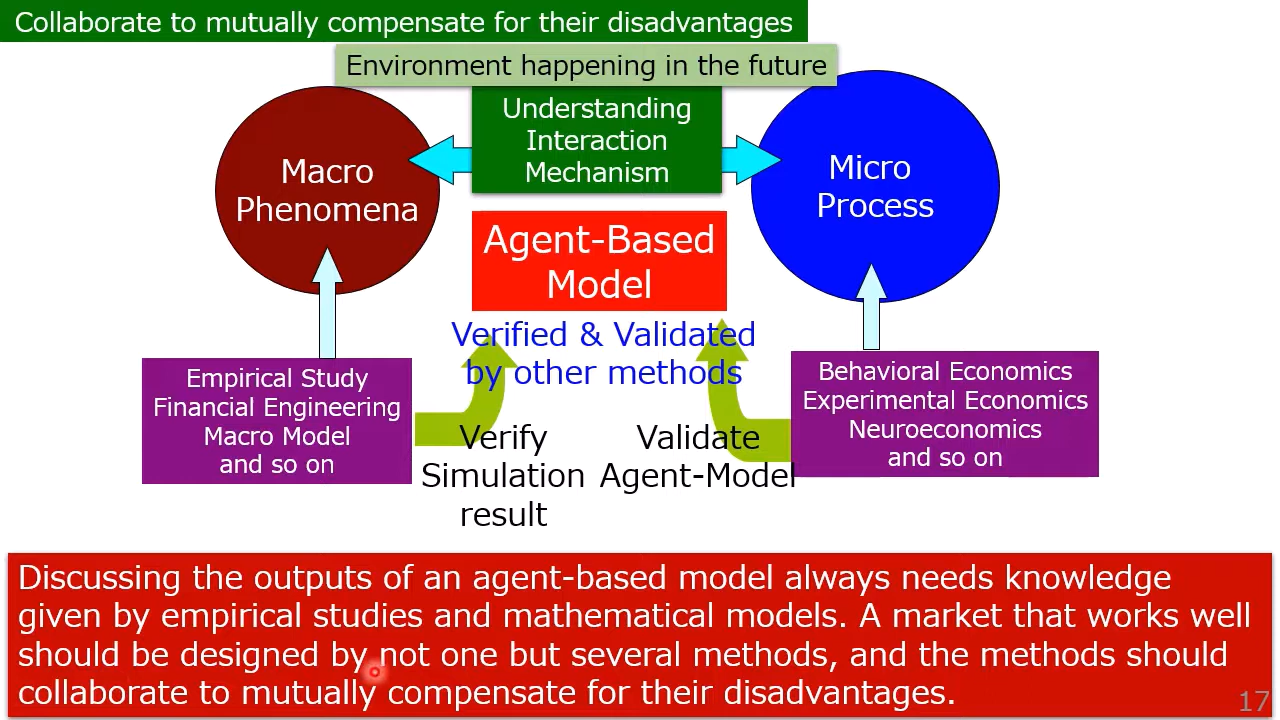 Collaborate to mutually compensate for their disadvantages
Environment happening in the future
Understanding
Interaction
Mechanism
Macro
Phenomena
Micro
Process
Agent-Based
Model
Verified & Validated
by other methods
Empirical Study
Financial Engineering
Macro Model
and so on
Behavioral Economics
Experimental Economics
Neuroeconomics
and so on
Verify
Simulation
result
Validate
Agent-Model
Discussing the outputs of an agent-based model always needs knowledge
given by empirical studies and mathematical models. A market that works well
should be designed by not one but several methods, and the methods should
collaborate to mutually compensate for their disadvantages.
17